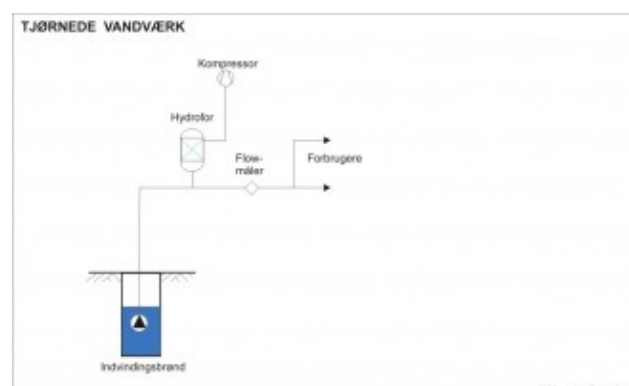 TJØRNEDE VANDVÆRK
Kompressor
Hydrofor
Flow-
måler
Forbrugere
Indvindingsbrønd